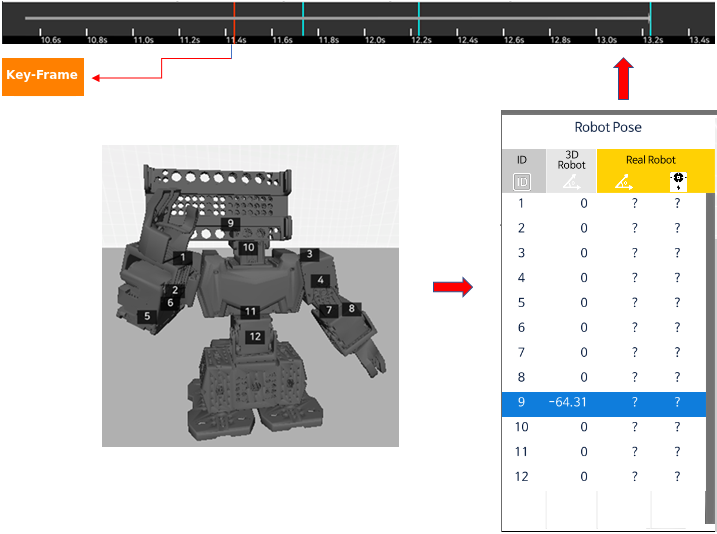 10.6s 10.8s 11.0s 11.2s 11.4s 11.6s 11.8s 12.0s 12.2s 12.4s 12.6s 12.8s 13.0s 13.2s 13.4s
Key-Frame
Robot Pose
ID 3D Robot Real Robot
ID
1 0 ? ?
2 0 ? ?
3 0 ? ?
4 0 ? ?
5 0 ? ?
6 0 ? ?
7 0 ? ?
8 0 ? ?
9 -64.31 ? ?
10 0 ? ?
11 0 ? ?
12 0 ? ?
9
10
1
3
2
4
6
5
7
8
11
12